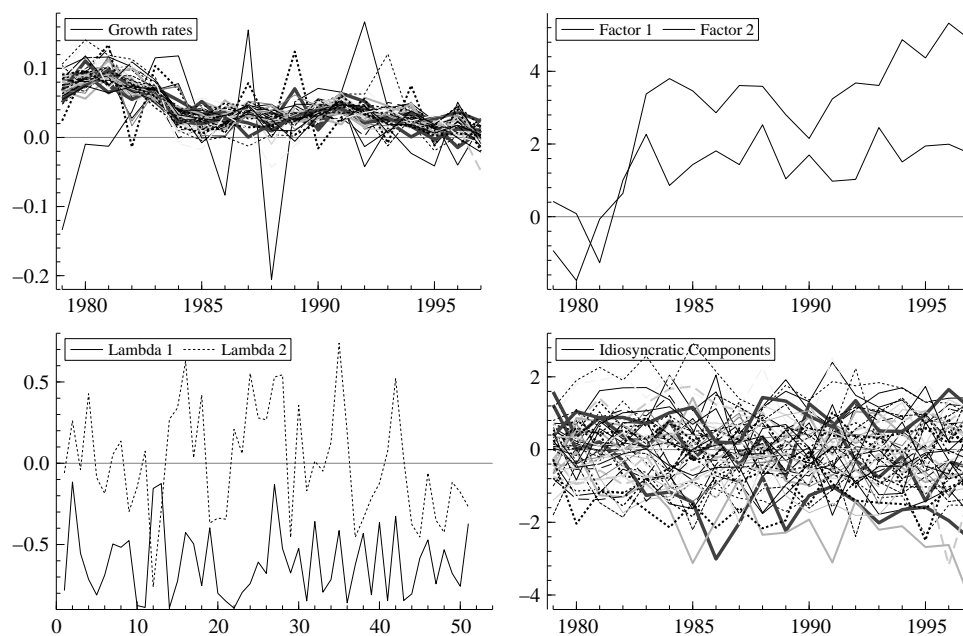 Growth rates
0.1
0.0
−0.1
−0.2
1980 1985 1990 1995
Factor 1 Factor 2
4
2
0
1980 1985 1990 1995
Lambda 1 Lambda 2
0.5
0.0
−0.5
0 10 20 30 40 50
Idiosyncratic Components
2
0
−2
−4
1980 1985 1990 1995